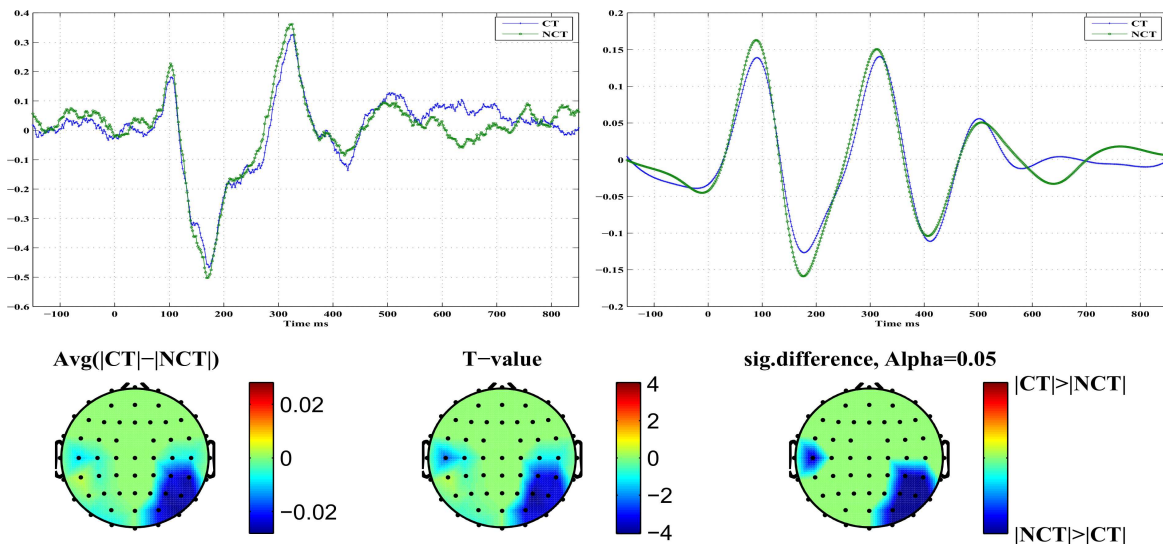 0.4
0.3
0.2
0.1
0
−0.1
0.2
0.3
0.4
−0.5
−0.6
−100 0 100 200 300 400 500 600 700 800
Time ms
CT
NCT
0.2
0.15
0.1
0.05
0
−0.05
−0.1
−0.15
−0.2
−100 0 100 200 300 400 500 600 700 800
Time ms
CT
NCT
Avg(|CT|−|NCT|)
0.02
0
−0.02
T−value
4
2
0
−2
−4
sig.difference, Alpha=0.05
|CT|>|NCT|
|NCT|>|CT|